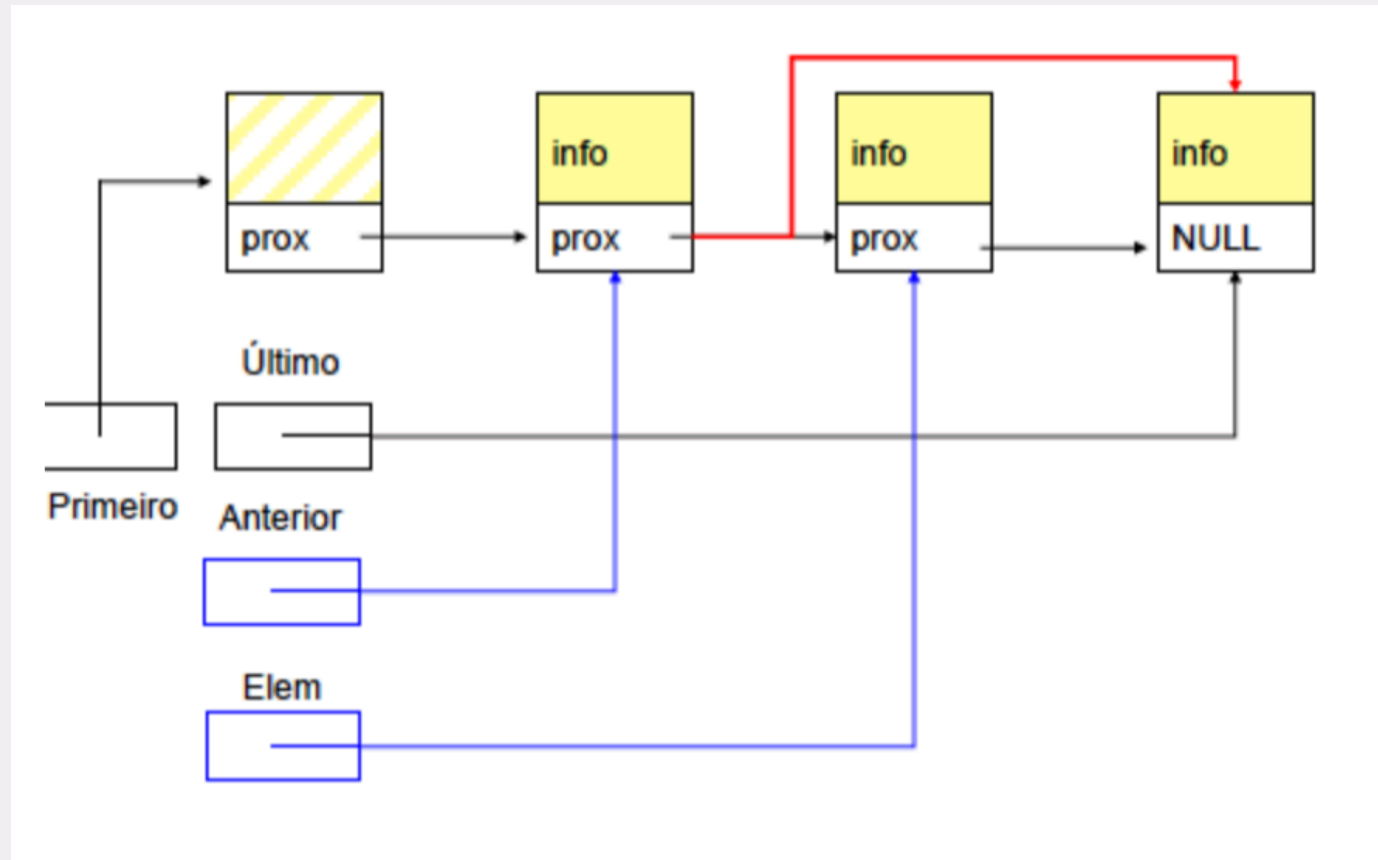 info
info
info
prox
prox
prox
NULL
Último
Primeiro
Anterior
Elem